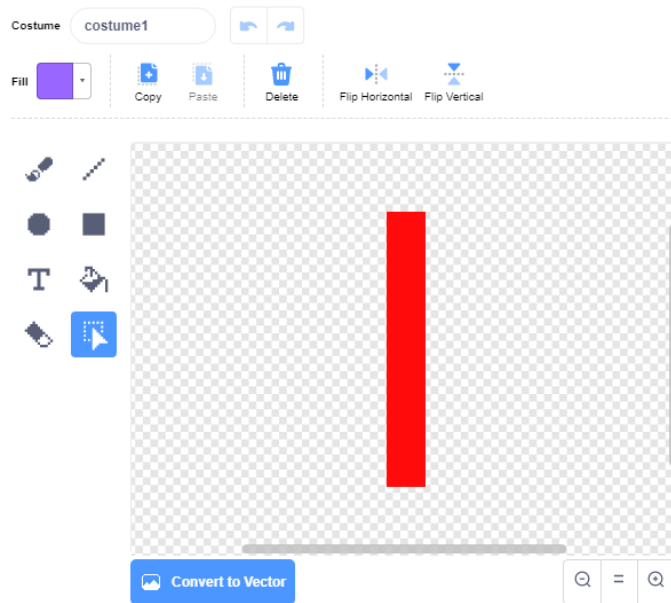 Costume costume1
Fill
Copy Paste Delete Flip Horizontal Flip Vertical
T
Convert to Vector